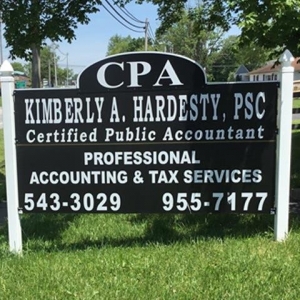 CPA
KIMBERLY A. HARDESTY, PSC
Certified Public Accountant
PROFESSIONAL
ACCOUNTING & TAX SERVICES
543-3029 955-7177